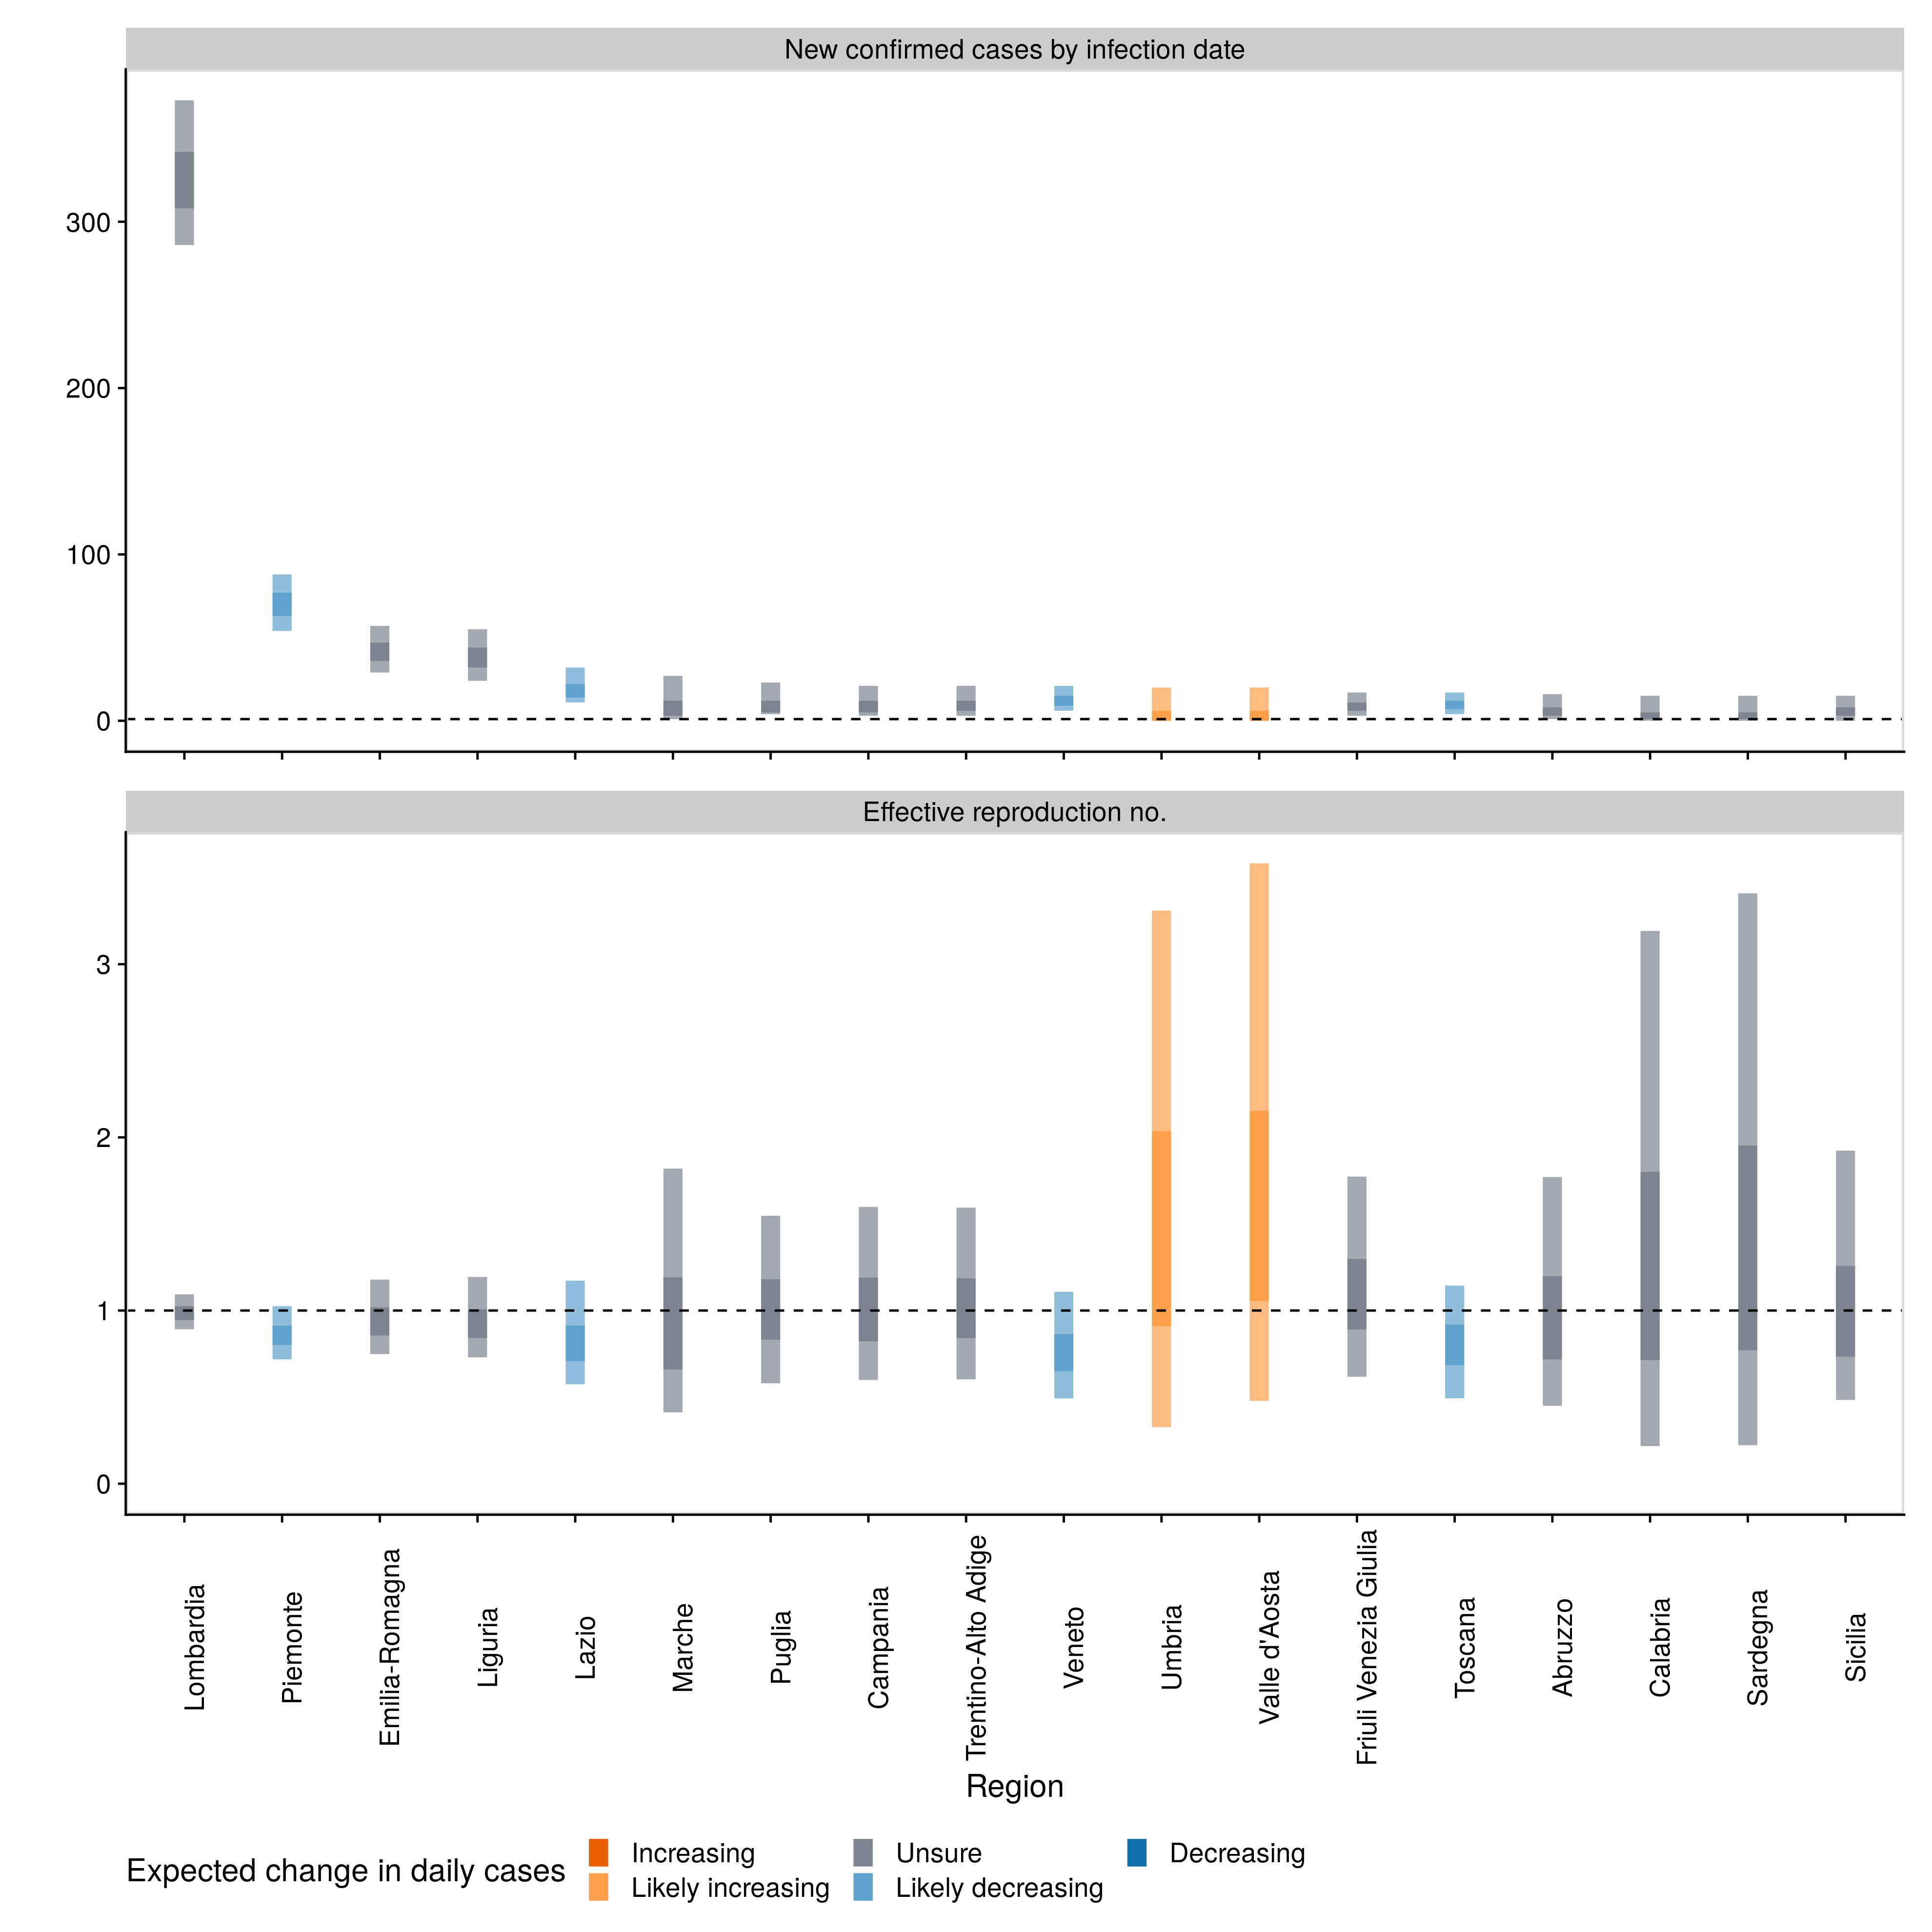 New confirmed cases by infection date
300
200
100
0
Effective reproduction no.
3
2
1
0
Lombardia
Piemonte
Emilia-Romagna
Liguria
Lazio
Marche
Puglia
Campania
Trentino-Alto Adige
Veneto
Umbria
Valle d'Aosta
Friuli Venezia Giulia
Toscana
Abruzzo
Calabria
Sardegna
Sicilia
Region
Expected change in daily cases
Increasing
Unsure
Decreasing
Likely increasing
Likely decreasing